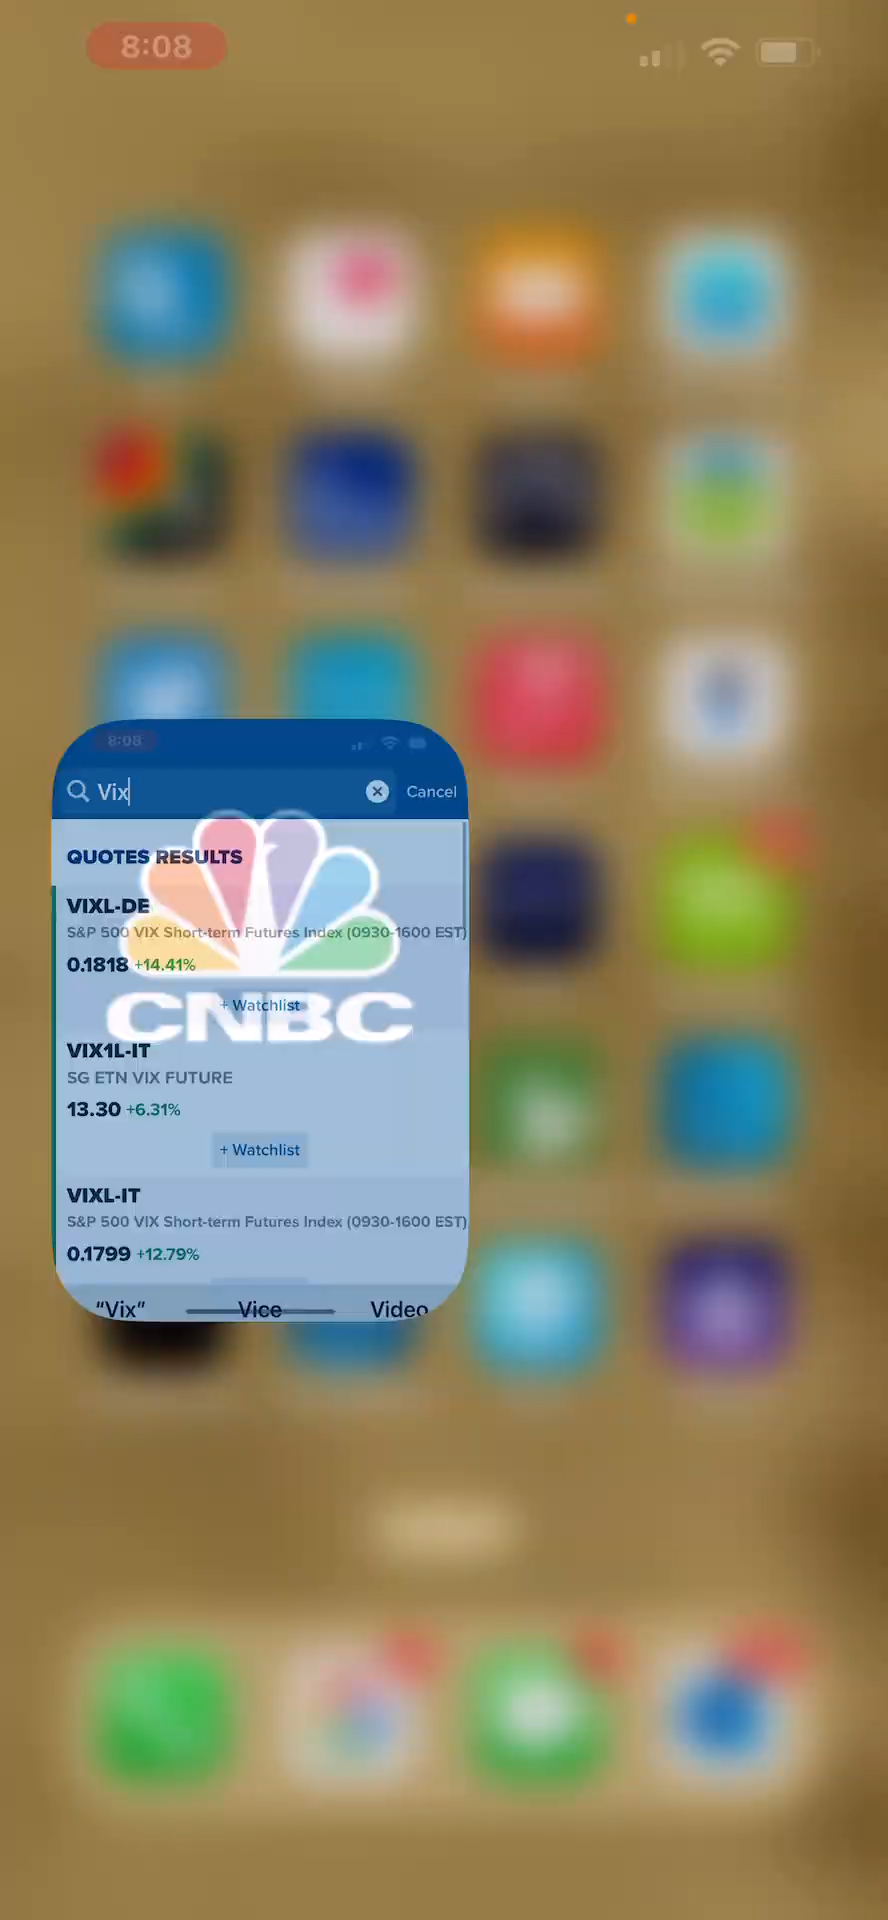 8:08
8:08
Vix
Cancel
QUOTES RESULTS
VIXL-DE
S&P 500 VIX Short-term Futures Index (0930-1600 EST)
0.1818 +14.41%
+ Watchlist
CNBC
VIX1L-IT
SG ETN VIX FUTURE
13.30 +6.31%
+ Watchlist
VIXL-IT
S&P 500 VIX Short-term Futures Index (0930-1600 EST)
0.1799 +12.79%
“Vix” Vice Video